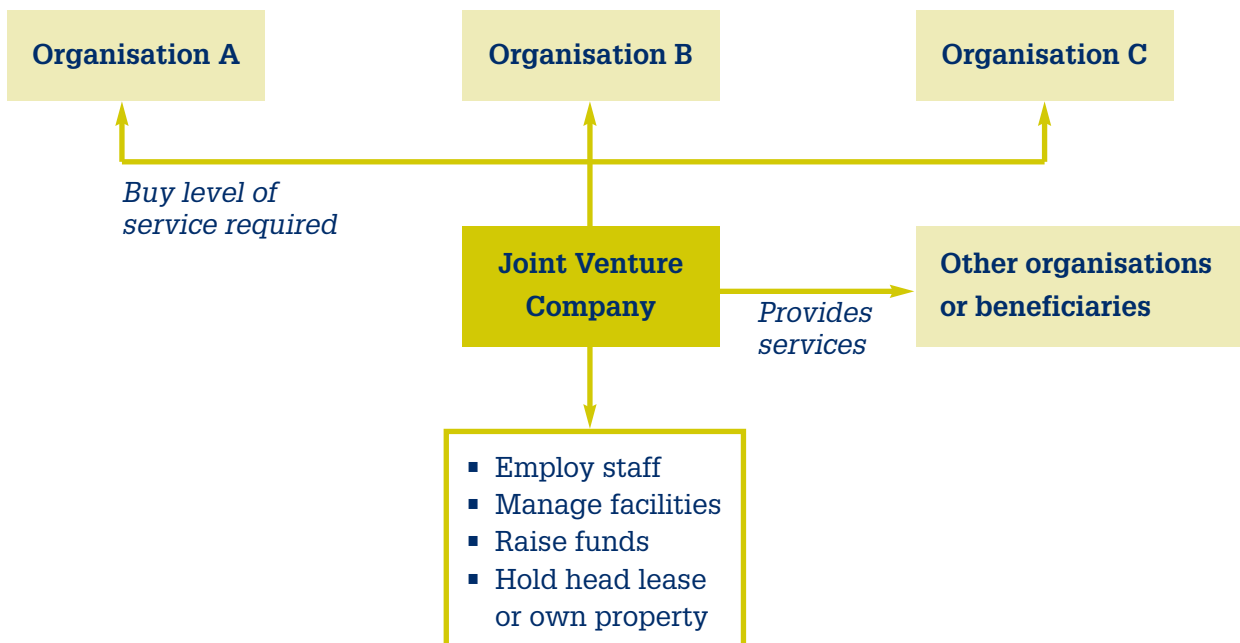 Organisation A
Organisation B
Organisation C
Buy level of
service required
Joint Venture
Company
Provides
services
Other organisations
or beneficiaries
▪ Employ staff
▪ Manage facilities
▪ Raise funds
▪ Hold head lease
or own property